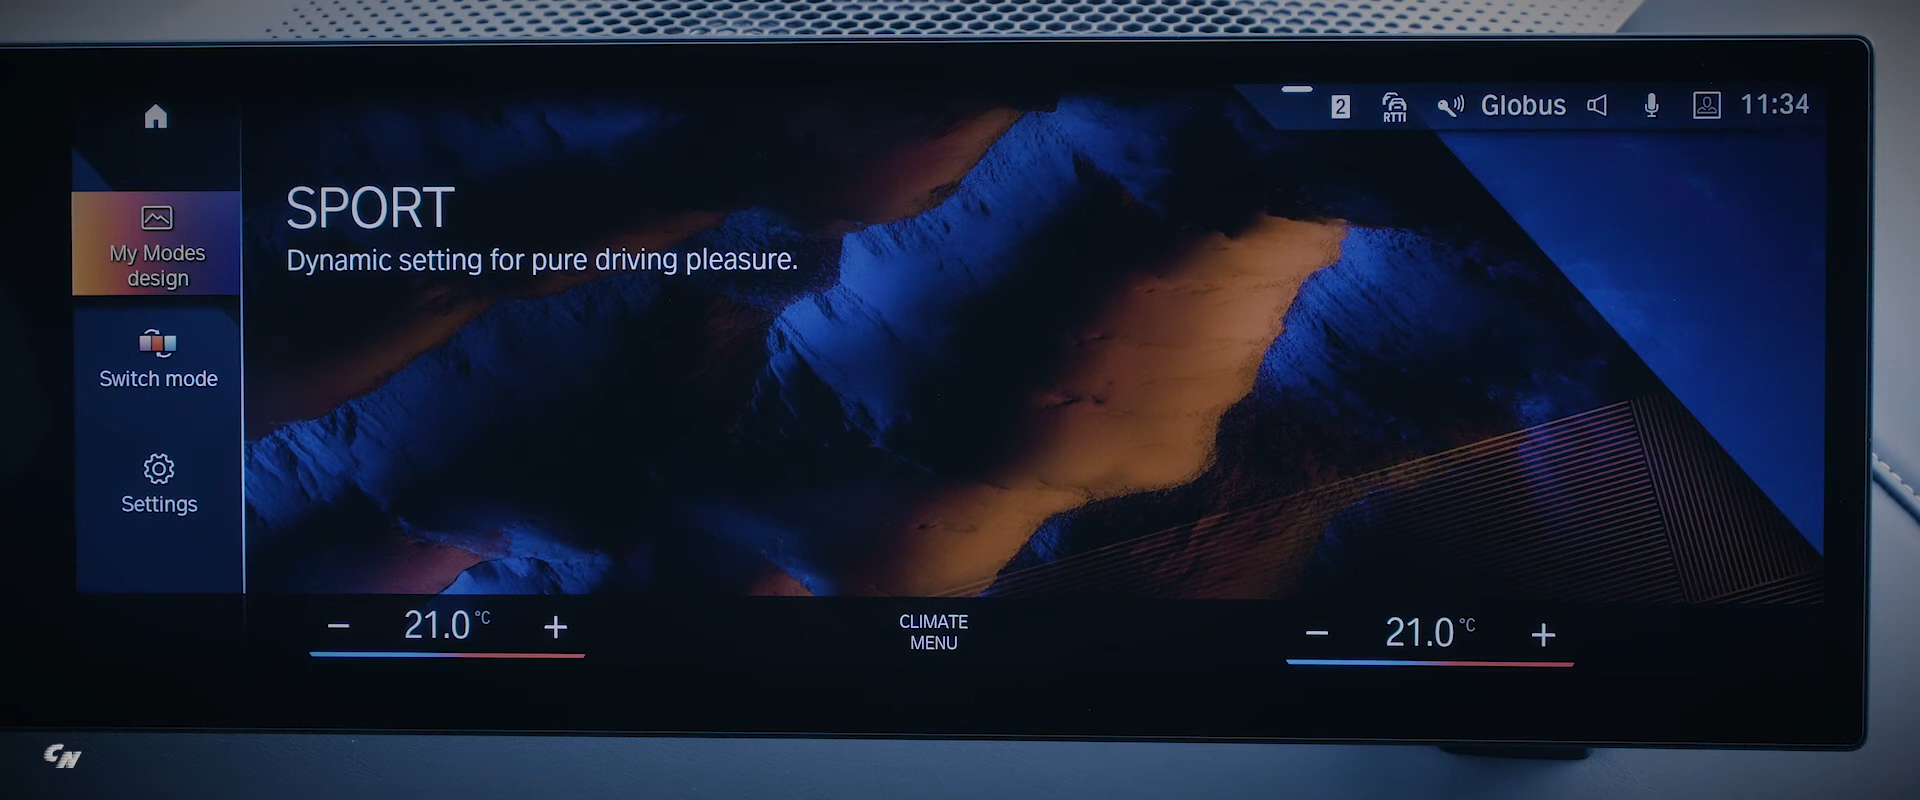 2
RTTI
Globus
11:34
SPORT
Dynamic setting for pure driving pleasure.
My Modes
design
Switch mode
Settings
21.0 °C
CLIMATE
MENU
21.0 °C
CN